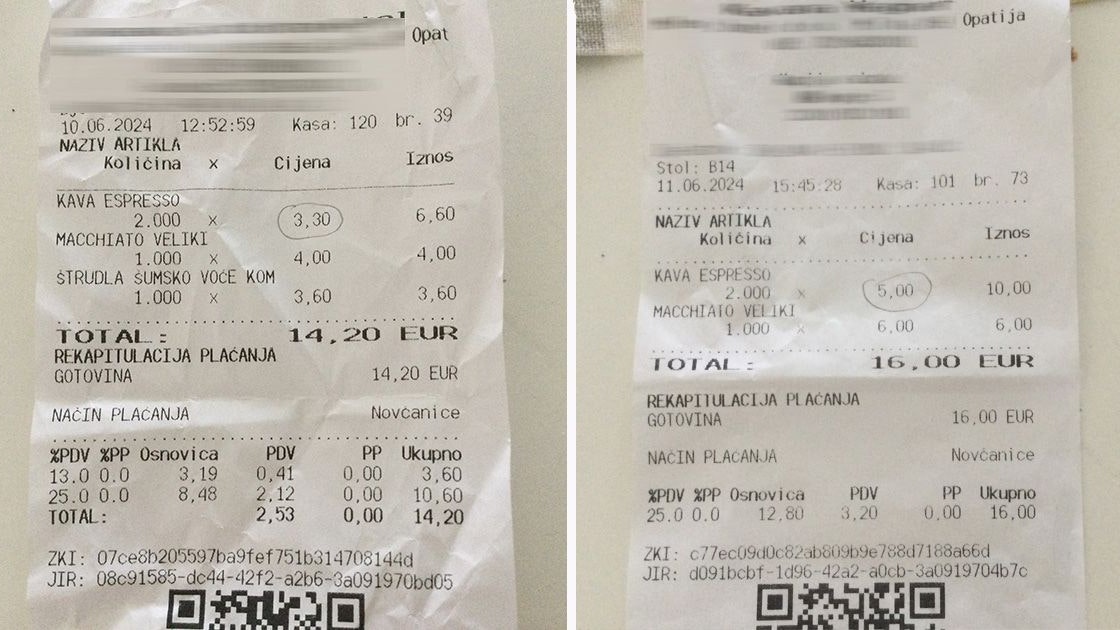 Opat
10.06.2024 12:52:59 Kasa: 120 br. 39
NAZIV ARTIKLA
Količina x Cijena Iznos
KAVA ESPRESSO
2.000 x 3,30 6,60
MACCHIATO VELIKI
1.000 x 4,00 4,00
ŠTRUDLA ŠUMSKO VOĆE KOM
1.000 x 3,60 3,60
TOTAL: 14,20 EUR
REKAPITULACIJA PLAĆANJA
GOTOVINA 14,20 EUR
NAČIN PLAĆANJA Novčanice
%PDV %PP Osnovica PDV PP Ukupno
13.0 0.0 3,19 0,41 0,00 3,60
25.0 0.0 8,48 2,12 0,00 10,60
TOTAL: 2,53 0,00 14,20
ZKI: 07ce8b205597ba9fef751b314708144d
JIR: 08c91585-dc44-42f2-a2b6-3a091970bd05
Opatija
Stol: B14
11.06.2024 15:45:28 Kasa: 101 br. 73
NAZIV ARTIKLA
Količina x Cijena Iznos
KAVA ESPRESSO
2.000 x 5,00 10,00
MACCHIATO VELIKI
1.000 x 6,00 6,00
TOTAL: 16,00 EUR
REKAPITULACIJA PLAĆANJA
GOTOVINA 16,00 EUR
NAČIN PLAĆANJA Novčanice
%PDV %PP Osnovica PDV PP Ukupno
25.0 0.0 12,80 3,20 0,00 16,00
ZKI: c77ec09d0c82ab809b9e788d7188a66d
JIR: d091bcbf-1d96-42a2-a0cb-3a0919704b7c